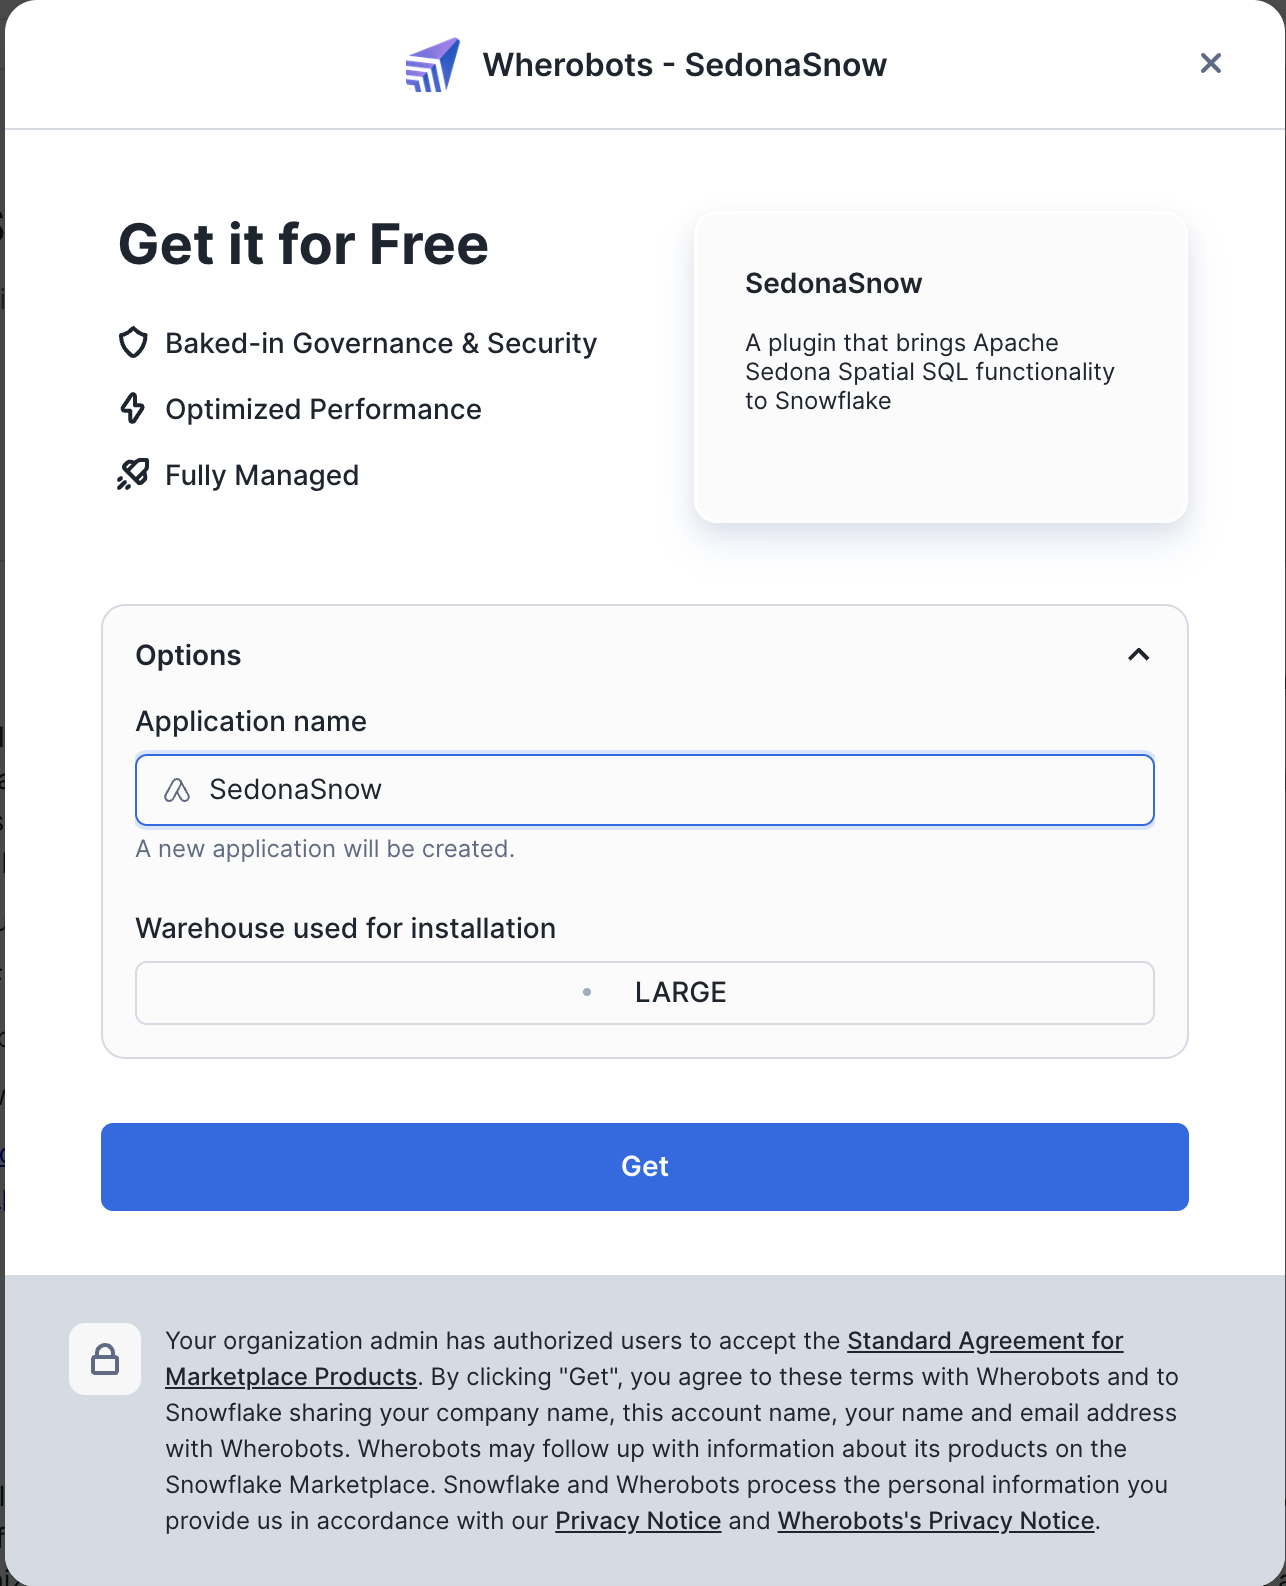 Wherobots - SedonaSnow
Get it for Free
Baked-in Governance & Security
Optimized Performance
Fully Managed
SedonaSnow
A plugin that brings Apache
Sedona Spatial SQL functionality
to Snowflake
Options
Application name
SedonaSnow
A new application will be created.
Warehouse used for installation
LARGE
Get
Your organization admin has authorized users to accept the Standard Agreement for
Marketplace Products. By clicking "Get", you agree to these terms with Wherobots and to
Snowflake sharing your company name, this account name, your name and email address
with Wherobots. Wherobots may follow up with information about its products on the
Snowflake Marketplace. Snowflake and Wherobots process the personal information you
provide us in accordance with our Privacy Notice and Wherobots's Privacy Notice.